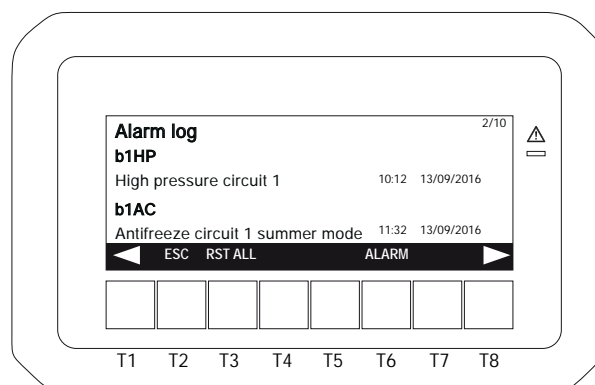 2/10
Alarm log
b1HP
High pressure circuit 1 10:12 13/09/2016
b1AC
Antifreeze circuit 1 summer mode 11:32 13/09/2016
ESC RST ALL ALARM
T1 T2 T3 T4 T5 T6 T7 T8